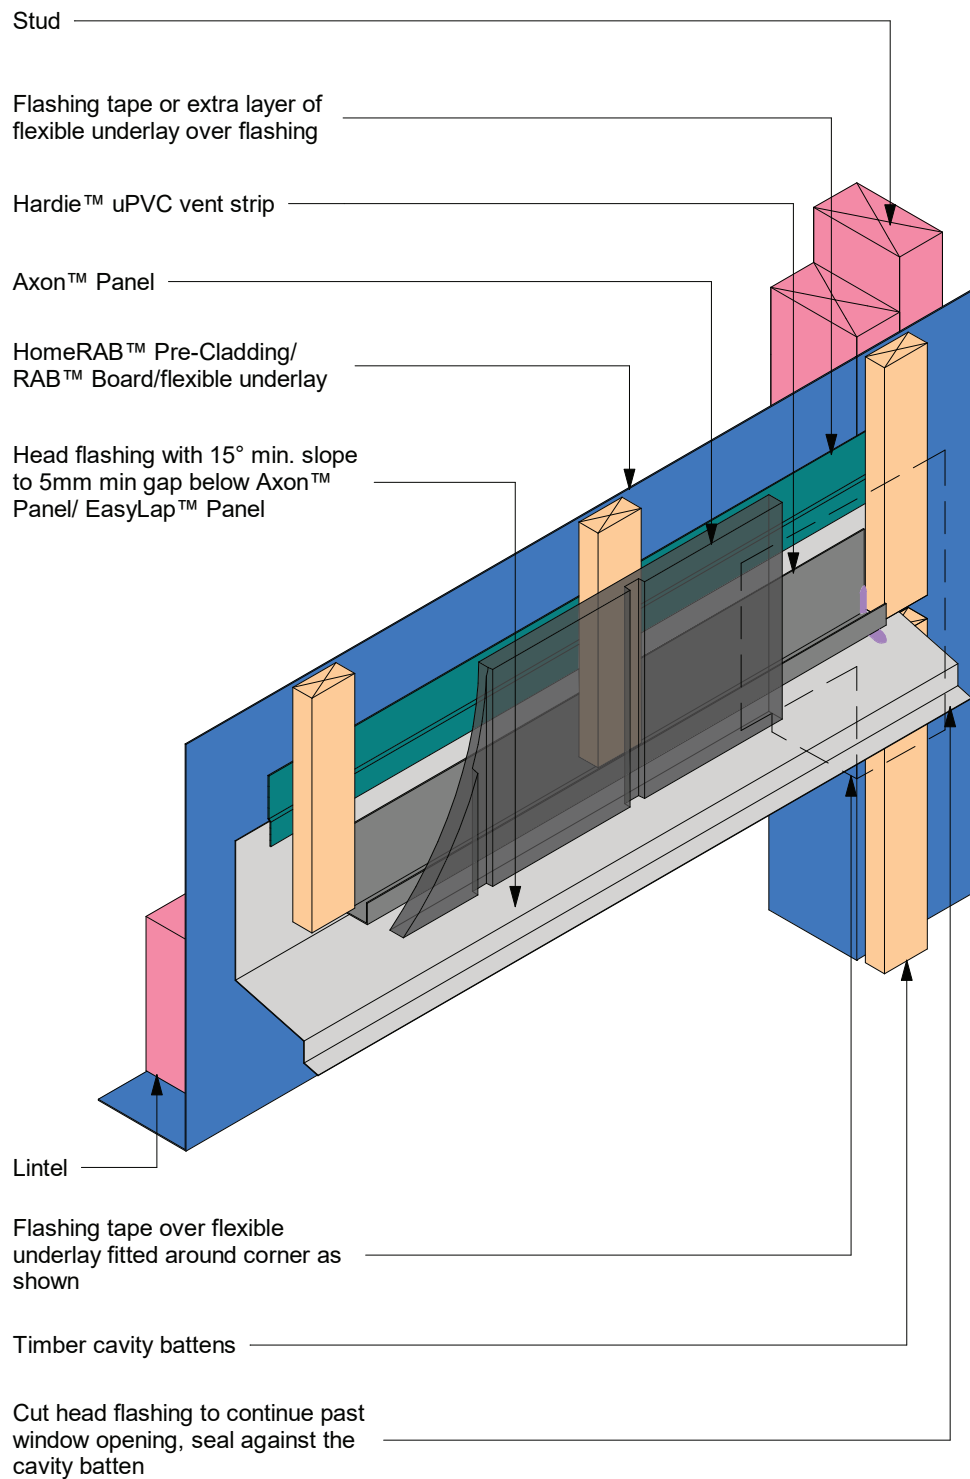 Stud
Flashing tape or extra layer of
flexible underlay over flashing
Hardie™ uPVC vent strip
Axon™ Panel
HomeRAB™ Pre-Cladding/
RAB™ Board/flexible underlay
Head flashing with 15° min. slope
to 5mm min gap below Axon™
Panel/ EasyLap™ Panel
Lintel
Flashing tape over flexible
underlay fitted around corner as
shown
Timber cavity battens
Cut head flashing to continue past
window opening, seal against the
cavity batten